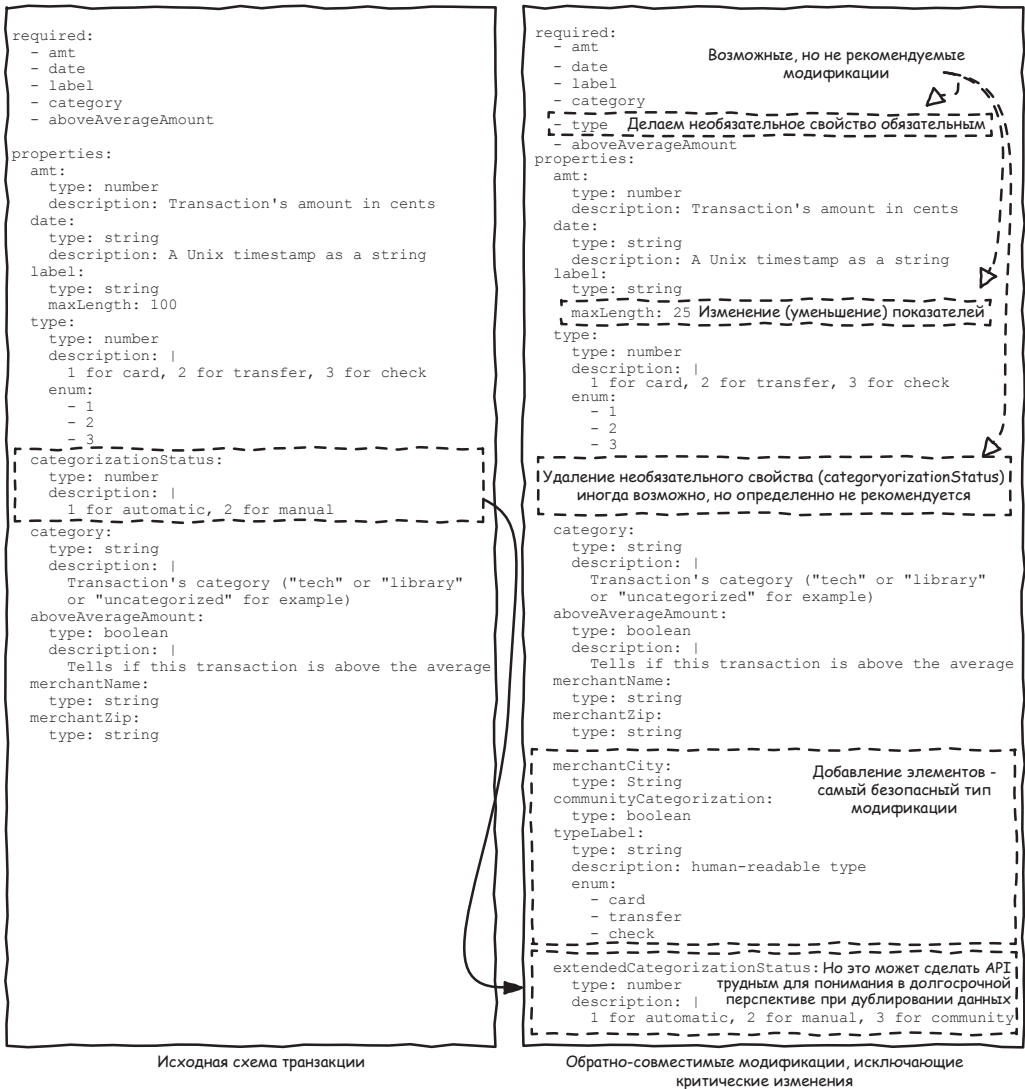 required:
  - amt
  - date
  - label
  - category
  - aboveAverageAmount
properties:
  amt:
    type: number
    description: Transaction's amount in cents
  date:
    type: string
    description: A Unix timestamp as a string
  label:
    type: string
    maxLength: 100
  type:
    type: number
    description: |
      1 for card, 2 for transfer, 3 for check
    enum:
      - 1
      - 2
      - 3
  categorizationStatus:
    type: number
    description: |
      1 for automatic, 2 for manual
  category:
    type: string
    description: |
      Transaction's category ("tech" or "library"
      or "uncategorized" for example)
  aboveAverageAmount:
    type: boolean
    description: |
      Tells if this transaction is above the average
  merchantName:
    type: string
  merchantZip:
    type: string
Исходная схема транзакции
required:
  - amt
  - date
  - label
  - category
Возможные, но не рекомендуемые
модификации
  - type Делаем необязательное свойство обязательным
  - aboveAverageAmount
properties:
  amt:
    type: number
    description: Transaction's amount in cents
  date:
    type: string
    description: A Unix timestamp as a string
  label:
    type: string
    maxLength: 25 Изменение (уменьшение) показателей
  type:
    type: number
    description: |
      1 for card, 2 for transfer, 3 for check
    enum:
      - 1
      - 2
      - 3
Удаление необязательного свойства (categoryorizationStatus)
иногда возможно, но определенно не рекомендуется
  category:
    type: string
    description: |
      Transaction's category ("tech" or "library"
      or "uncategorized" for example)
  aboveAverageAmount:
    type: boolean
    description: |
      Tells if this transaction is above the average
  merchantName:
    type: string
  merchantZip:
    type: string
  merchantCity:
    type: String
  communityCategorization:
    type: boolean
  typeLabel:
    type: string
    description: human-readable type
    enum:
      - card
      - transfer
      - check
Добавление элементов -
самый безопасный тип
модификации
  extendedCategorizationStatus: Но это может сделать API
    type: number трудным для понимания в долгосрочной
    description: | перспективе при дублировании данных
      1 for automatic, 2 for manual, 3 for community
Обратно-совместимые модификации, исключающие
критические изменения